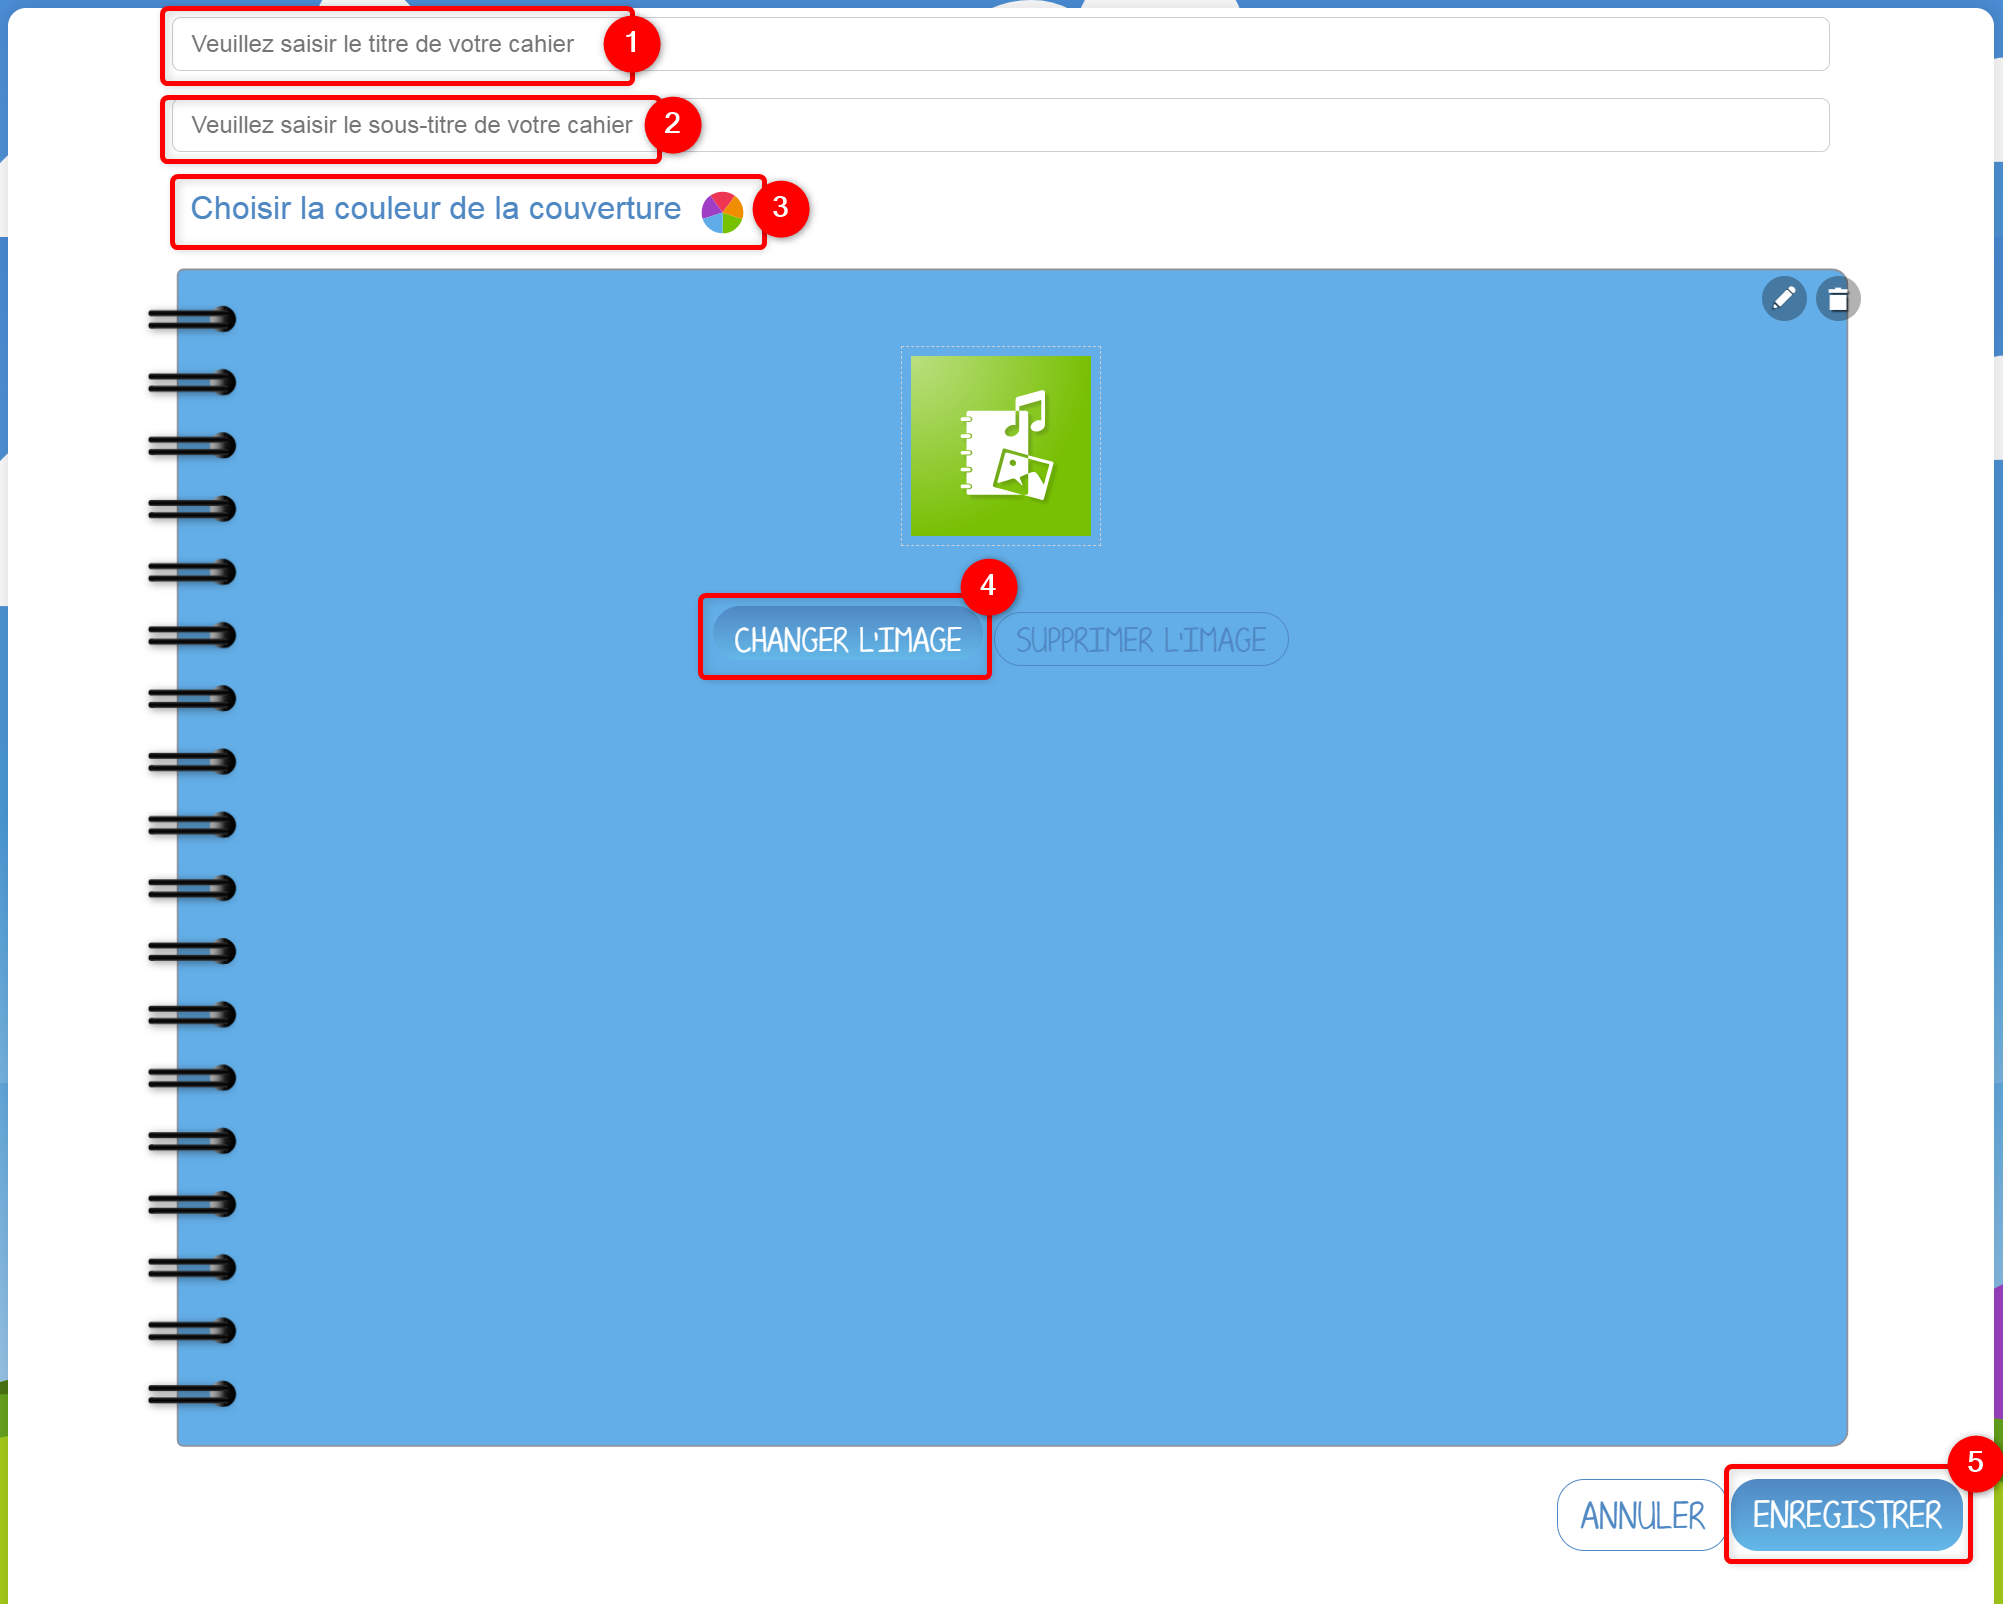 Veuillez saisir le titre de votre cahier 1
Veuillez saisir le sous-titre de votre cahier 2
Choisir la couleur de la couverture 3
4
CHANGER L'IMAGE SUPPRIMER L'IMAGE
5
ANNULER ENREGISTRER